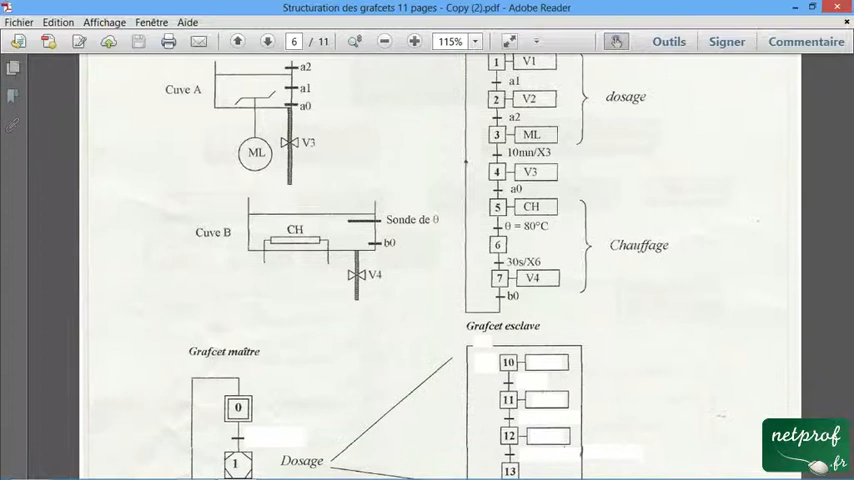 Structuration des grafcets 11 pages - Copy (2).pdf - Adobe Reader
Fichier Edition Affichage Fenêtre Aide
6 / 11 115% Outils Signer Commentaire
a2
Cuve A
a1
a0
V3
ML
Sonde de θ
CH
Cuve B
b0
V4
1 V1
a1
2 V2
dosage
a2
3 ML
10mn/X3
4 V3
a0
5 CH
θ = 80°C
6
Chauffage
30s/X6
7 V4
b0
Grafcet esclave
Grafcet maître
0
1
Dosage
10
11
12
13
netprof
.fr